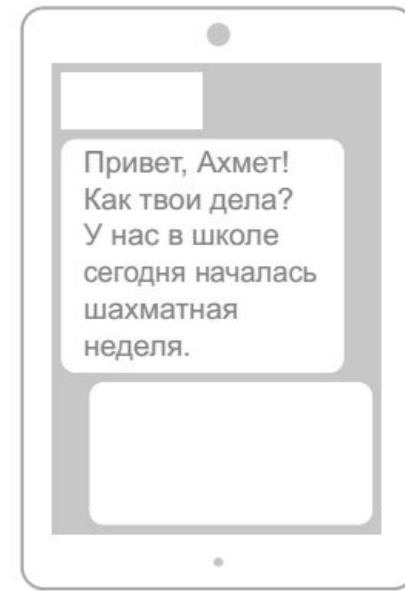 Привет, Ахмет!
Как твои дела?
У нас в школе
сегодня началась
шахматная
неделя.